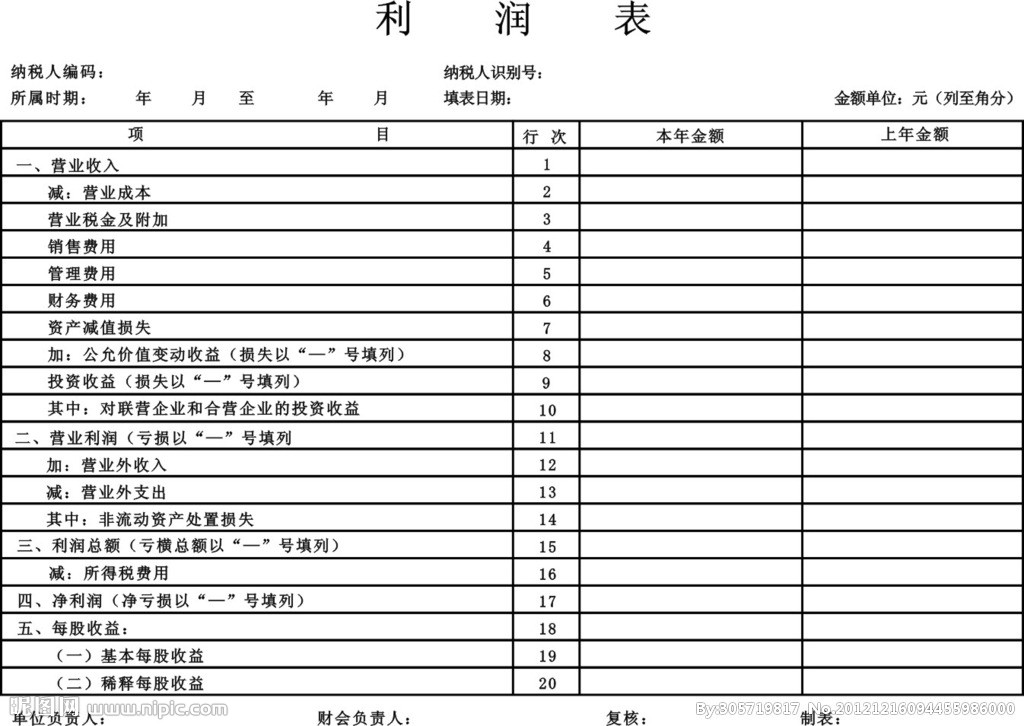 利 润 表
纳税人编码： 纳税人识别号：
所属时期： 年 月 至 年 月 填表日期： 金额单位：元（列至角分）
项 目 行 次 本年金额 上年金额
一、营业收入 1
减：营业成本 2
营业税金及附加 3
销售费用 4
管理费用 5
财务费用 6
资产减值损失 7
加：公允价值变动收益（损失以“—”号填列） 8
投资收益（损失以“—”号填列） 9
其中：对联营企业和合营企业的投资收益 10
二、营业利润（亏损以“—”号填列 11
加：营业外收入 12
减：营业外支出 13
其中：非流动资产处置损失 14
三、利润总额（亏横总额以“—”号填列） 15
减：所得税费用 16
四、净利润（净亏损以“—”号填列） 17
五、每股收益： 18
（一）基本每股收益 19
（二）稀释每股收益 20
昵图网 www.nipic.com By:305719817 No.20121216094455986000
单位负责人： 财会负责人： 复核： 制表：